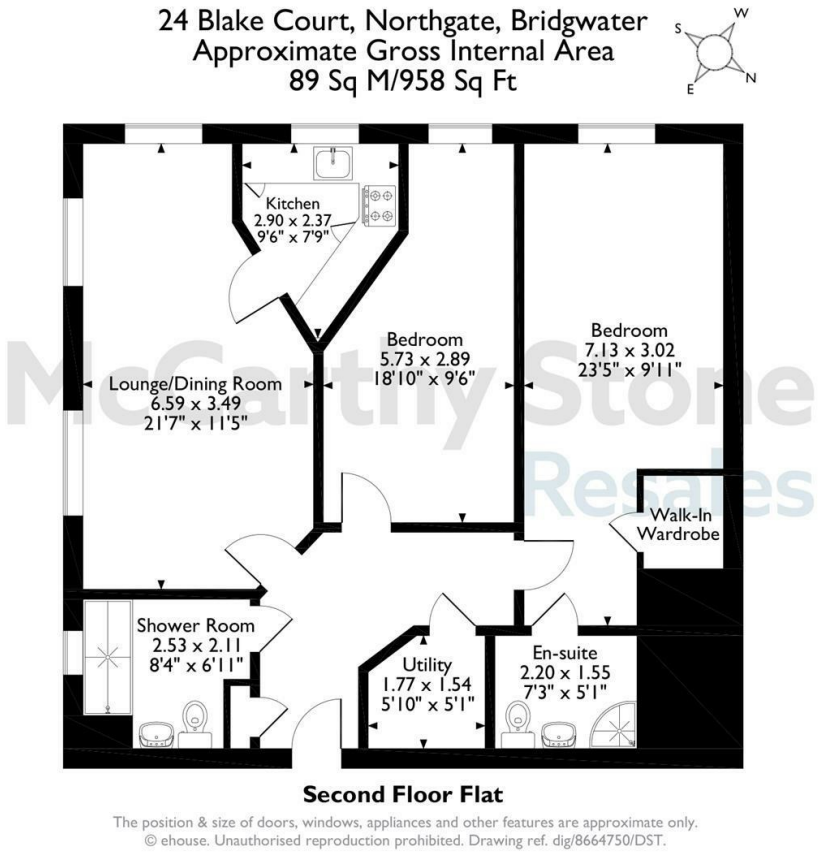 24 Blake Court, Northgate, Bridgwater
Approximate Gross Internal Area
89 Sq M/958 Sq Ft
S
W
E
N
Kitchen
2.90 x 2.37
9'6" x 7'9"
Bedroom
5.73 x 2.89
18'10" x 9'6"
Bedroom
7.13 x 3.02
23'5" x 9'11"
McCarthy Stone
Resales
Lounge/Dining Room
6.59 x 3.49
21'7" x 11'5"
Walk-In
Wardrobe
Shower Room
2.53 x 2.11
8'4" x 6'11"
Utility
1.77 x 1.54
5'10" x 5'1"
En-suite
2.20 x 1.55
7'3" x 5'1"
Second Floor Flat
The position & size of doors, windows, appliances and other features are approximate only.
© ehouse. Unauthorised reproduction prohibited. Drawing ref. dig/8664750/DST.